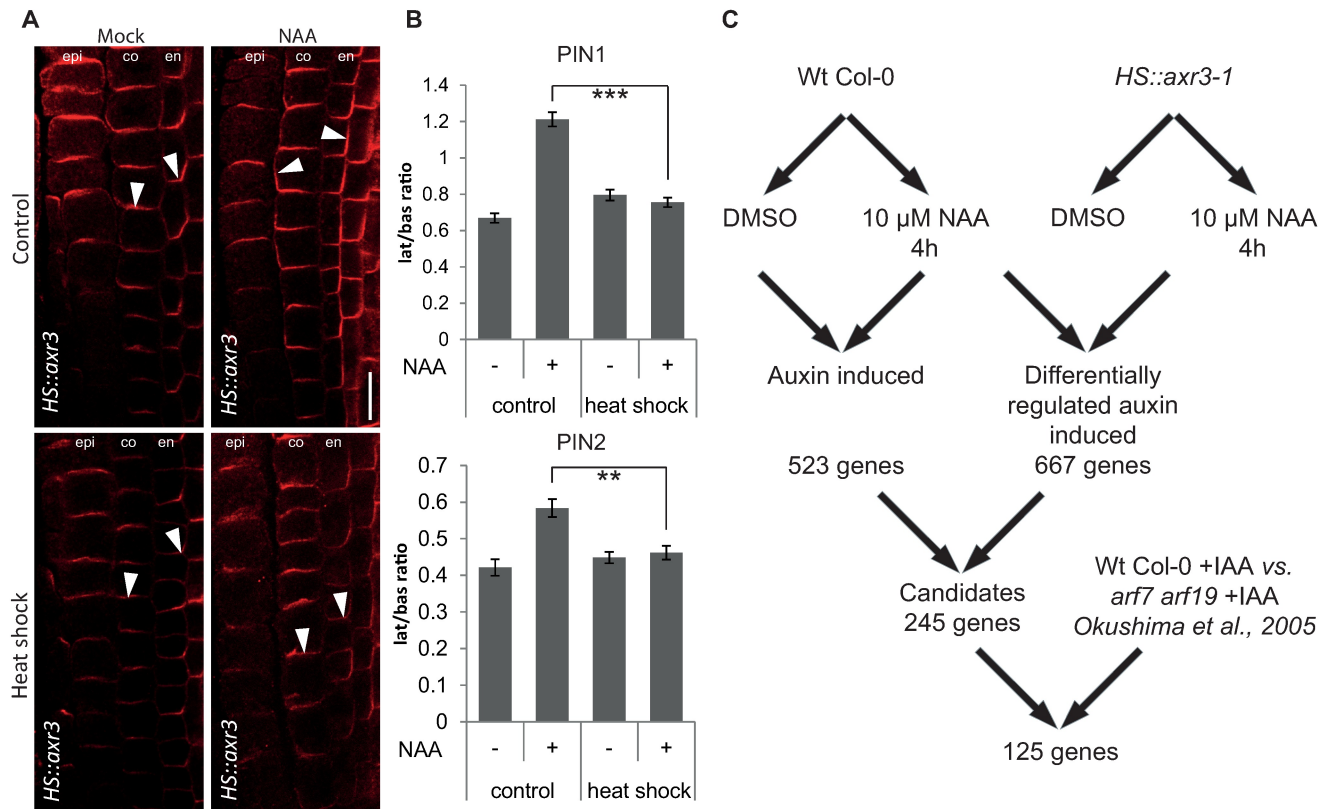 A
Mock
NAA
epi co en
epi co en
Control
HS::axr3
HS::axr3
epi co en
epi co en
Heat shock
HS::axr3
HS::axr3
B
PIN1
lat/bas ratio
1.4
1.2
1
0.8
0.6
0.4
0.2
0
***
NAA - + - +
control heat shock
PIN2
lat/bas ratio
0.7
0.6
0.5
0.4
0.3
0.2
0.1
0
**
NAA - + - +
control heat shock
C
Wt Col-0
HS::axr3-1
DMSO
10 µM NAA
4h
DMSO
10 µM NAA
4h
Auxin induced
523 genes
Differentially
regulated auxin
induced
667 genes
Candidates
245 genes
Wt Col-0 +IAA vs.
arf7 arf19 +IAA
Okushima et al., 2005
125 genes